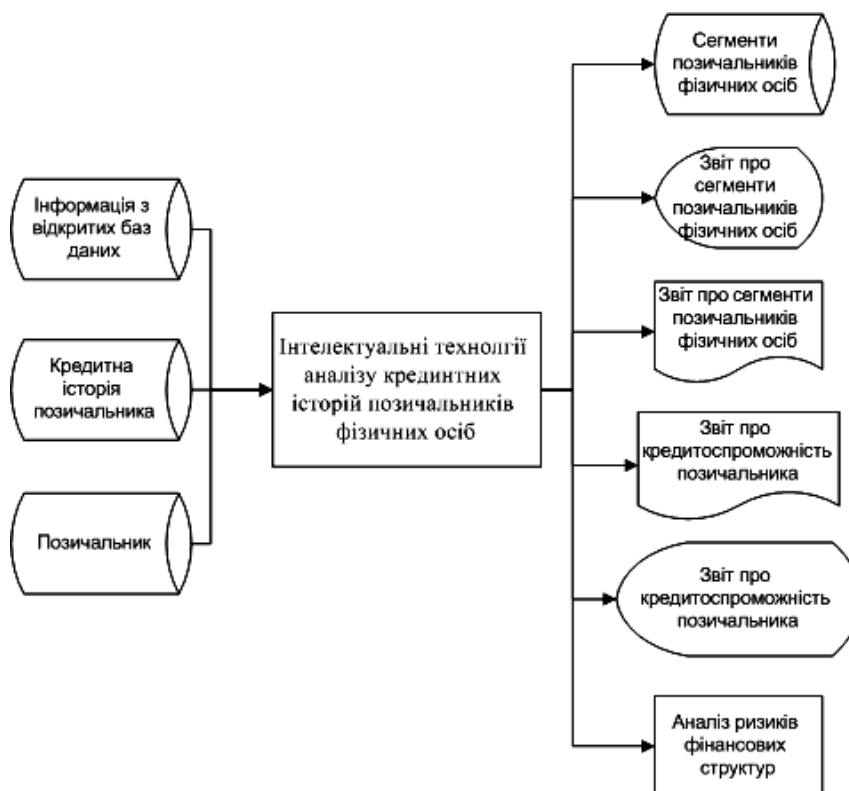 Інформація з
відкритих баз
даних
Кредитна
історія
позичальника
Позичальник
Інтелектуальні технолгії
аналізу крединтних
історій позичальників
фізичних осіб
Сегменти
позичальників
фізичних осіб
Звіт про
сегменти
позичальників
фізичних осіб
Звіт про сегменти
позичальників
фізичних осіб
Звіт про
кредитоспроможність
позичальника
Звіт про
кредитоспроможність
позичальника
Аналіз ризиків
фінансових
структур